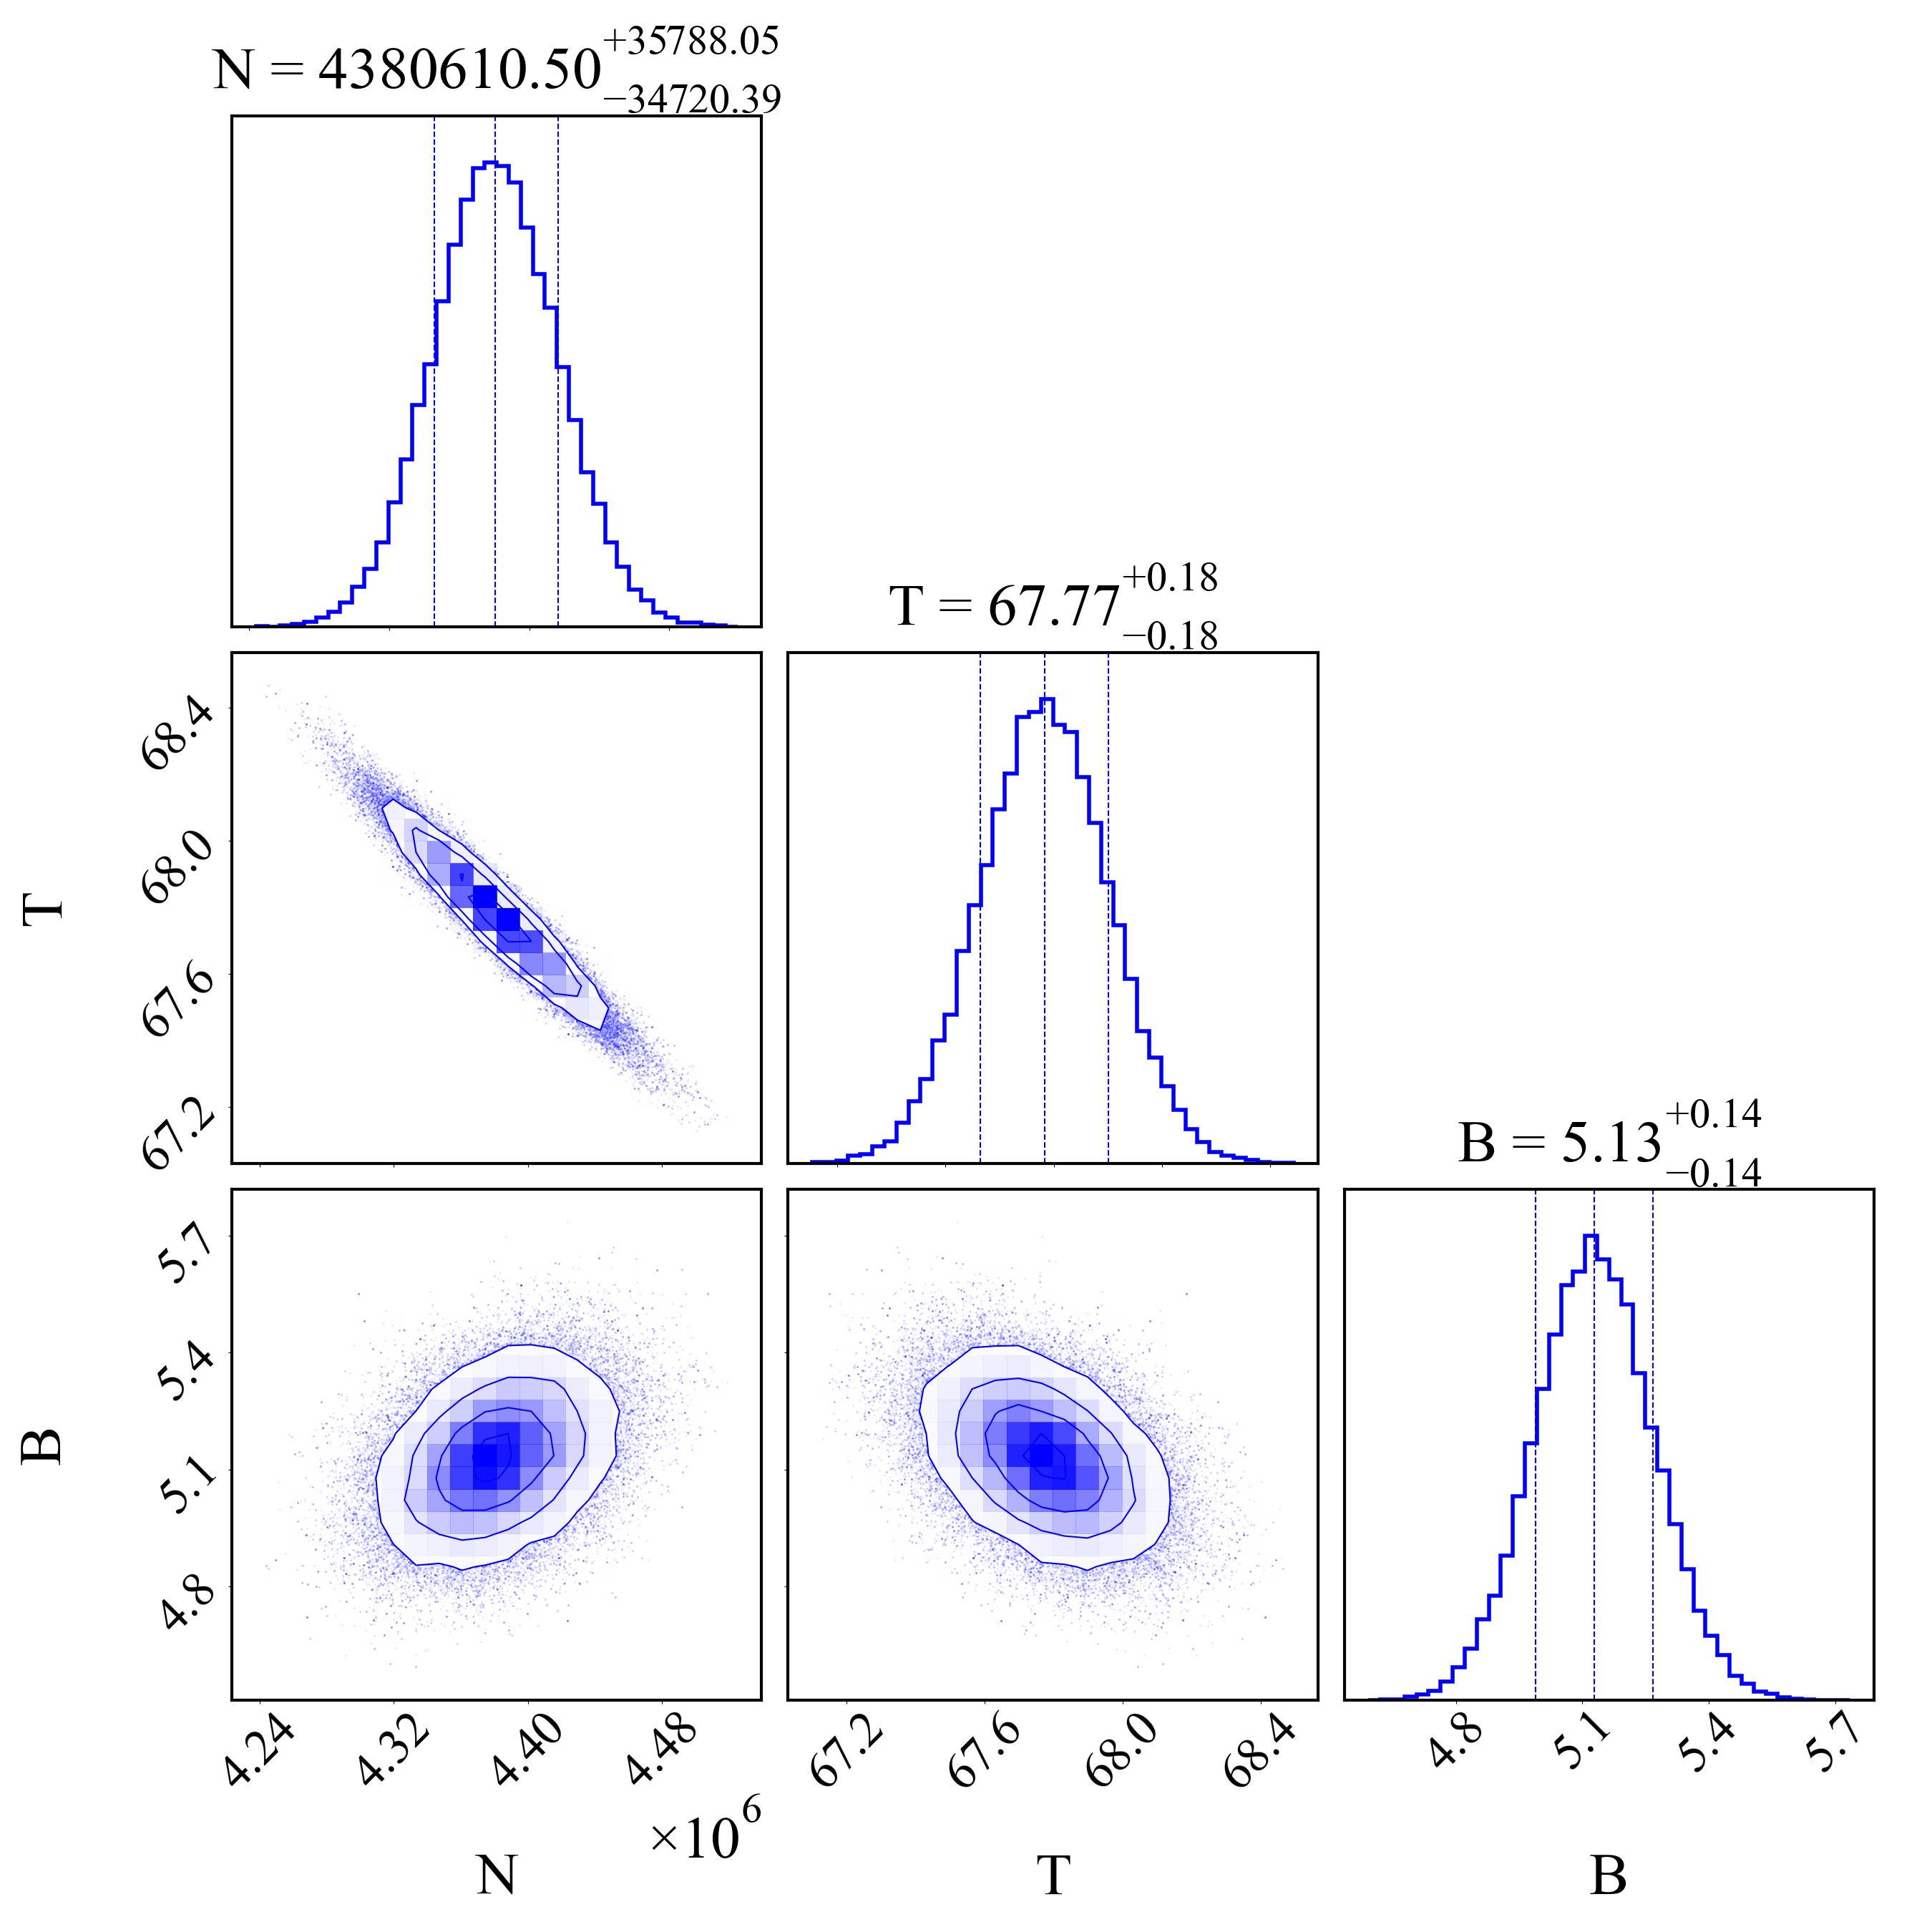 N = 4380610.50 +35788.05 −34720.39
T = 67.77 +0.18 −0.18
68.4
68.0
67.6
67.2
T
B = 5.13 +0.14 −0.14
5.7
5.4
5.1
4.8
B
4.24 4.32 4.40 4.48 67.2 67.6 68.0 68.4 4.8 5.1 5.4 5.7
×10^6
N T B